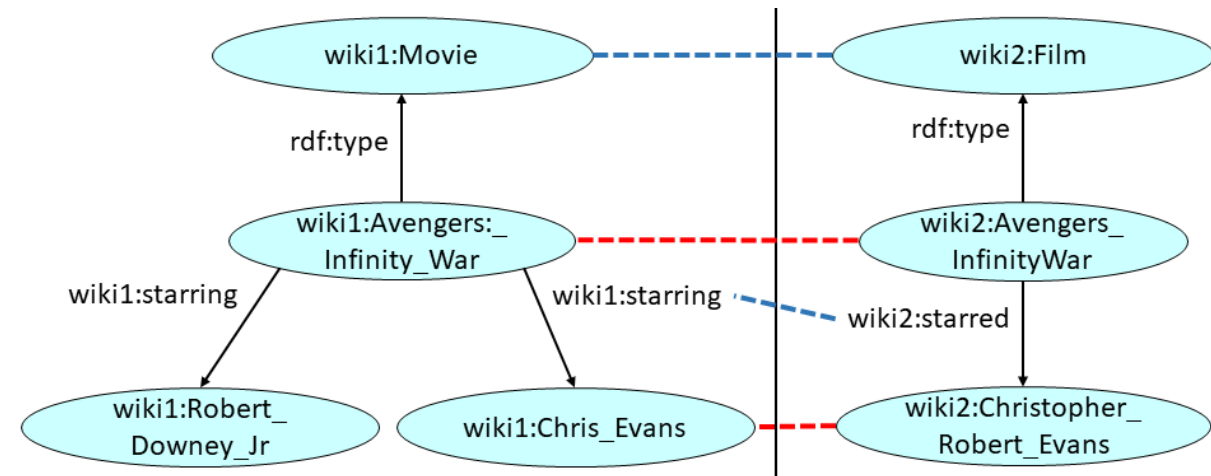 wiki1:Movie
wiki2:Film
rdf:type
rdf:type
wiki1:Avengers:_
Infinity_War
wiki2:Avengers_
InfinityWar
wiki1:starring
wiki1:starring
wiki2:starred
wiki1:Robert_
Downey_Jr
wiki1:Chris_Evans
wiki2:Christopher_
Robert_Evans